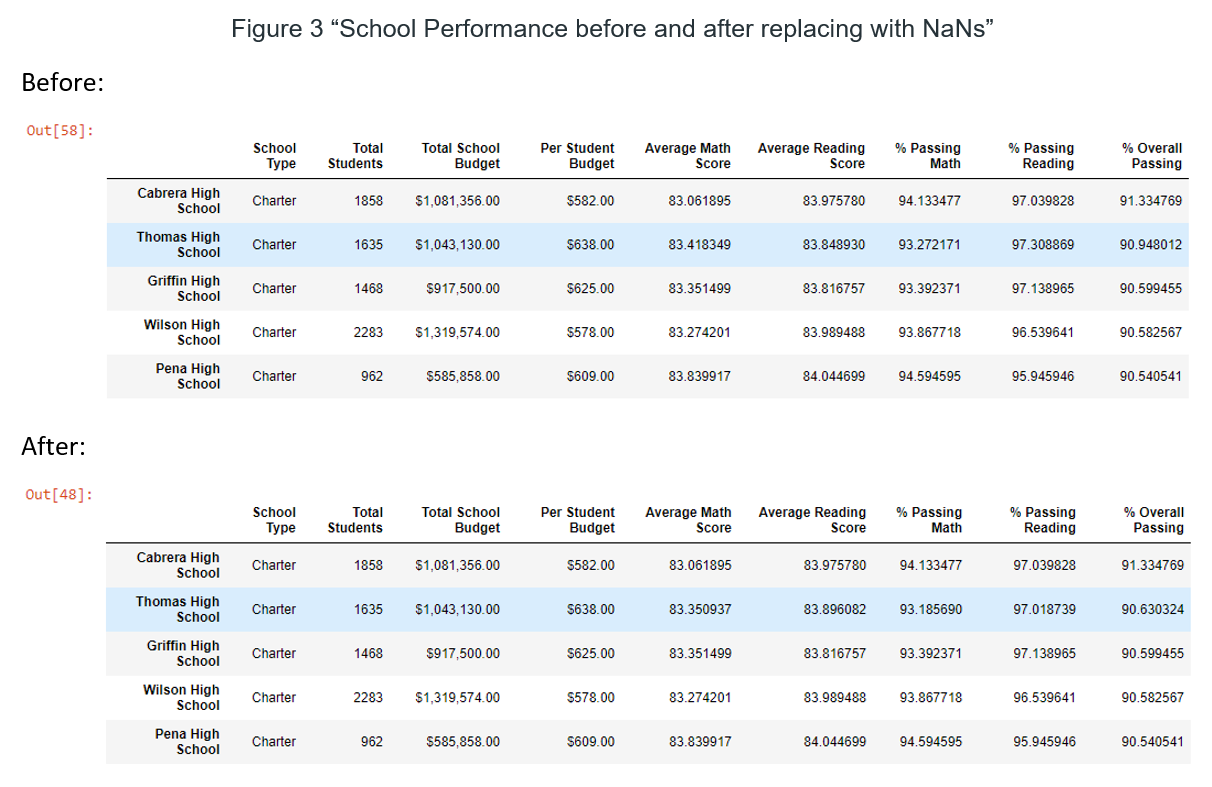 Figure 3 “School Performance before and after replacing with NaNs”
Before:
Out[58]:
School Type Total Students Total School Budget Per Student Budget Average Math Score Average Reading Score % Passing Math % Passing Reading % Overall Passing
Cabrera High School Charter 1858 $1,081,356.00 $582.00 83.061895 83.975780 94.133477 97.039828 91.334769
Thomas High School Charter 1635 $1,043,130.00 $638.00 83.418349 83.848930 93.272171 97.308869 90.948012
Griffin High School Charter 1468 $917,500.00 $625.00 83.351499 83.816757 93.392371 97.138965 90.599455
Wilson High School Charter 2283 $1,319,574.00 $578.00 83.274201 83.989488 93.867718 96.539641 90.582567
Pena High School Charter 962 $585,858.00 $609.00 83.839917 84.044699 94.594595 95.945946 90.540541
After:
Out[48]:
School Type Total Students Total School Budget Per Student Budget Average Math Score Average Reading Score % Passing Math % Passing Reading % Overall Passing
Cabrera High School Charter 1858 $1,081,356.00 $582.00 83.061895 83.975780 94.133477 97.039828 91.334769
Thomas High School Charter 1635 $1,043,130.00 $638.00 83.350937 83.896082 93.185690 97.018739 90.630324
Griffin High School Charter 1468 $917,500.00 $625.00 83.351499 83.816757 93.392371 97.138965 90.599455
Wilson High School Charter 2283 $1,319,574.00 $578.00 83.274201 83.989488 93.867718 96.539641 90.582567
Pena High School Charter 962 $585,858.00 $609.00 83.839917 84.044699 94.594595 95.945946 90.540541